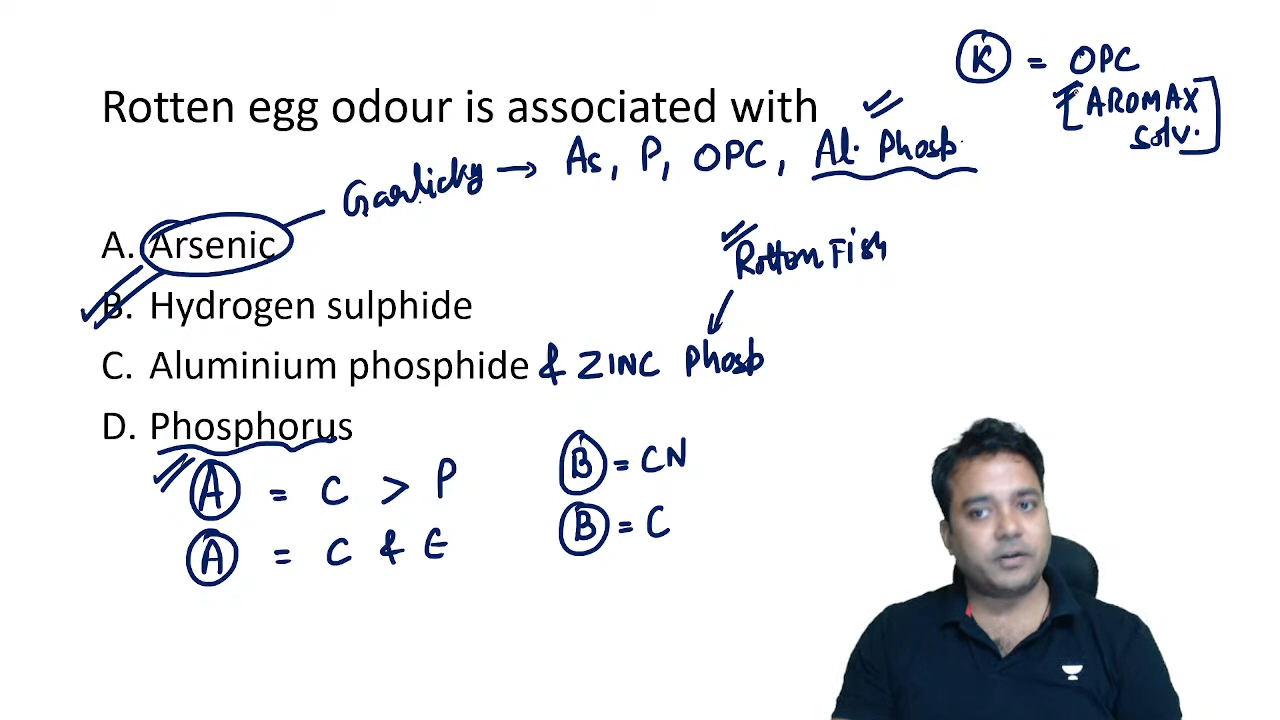 K = OPC
[AROMAX
solv.]
Rotten egg odour is associated with
Garlicky → As, P, OPC, Al. Phosp.
A. Arsenic
Rotton Fish
B. Hydrogen sulphide
C. Aluminium phosphide & ZINC Phosp
D. Phosphorus
A = C > P
B = CN
A = C & E
B = C